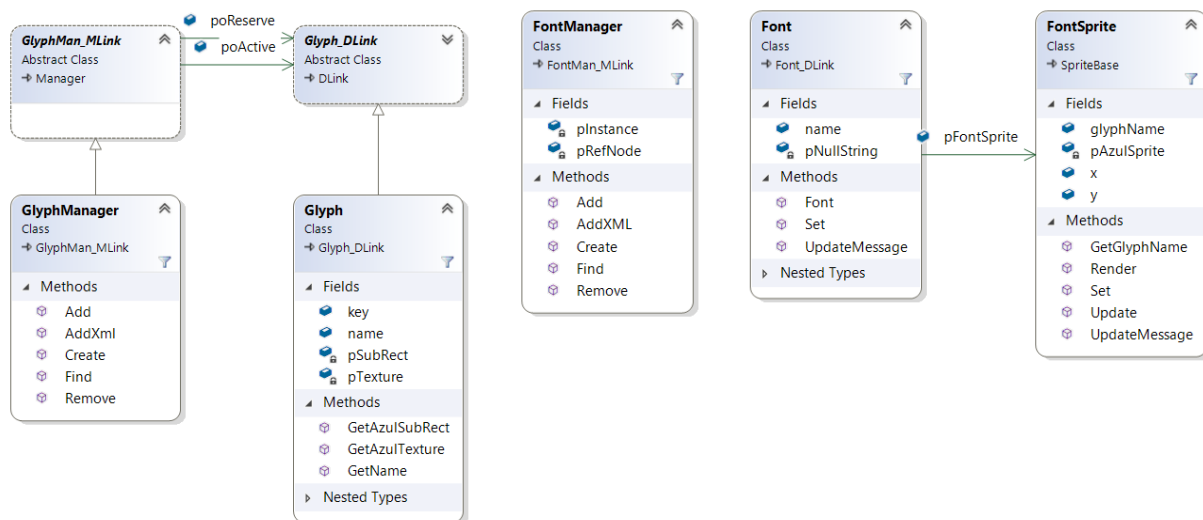 poReserve
poActive
GlyphMan_MLink
Abstract Class
Manager
Glyph_DLink
Abstract Class
DLink
GlyphManager
Class
GlyphMan_MLink
Methods
Add
AddXml
Create
Find
Remove
Glyph
Class
Glyph_DLink
Fields
key
name
pSubRect
pTexture
Methods
GetAzulSubRect
GetAzulTexture
GetName
Nested Types
FontManager
Class
FontMan_MLink
Fields
pInstance
pRefNode
Methods
Add
AddXML
Create
Find
Remove
Font
Class
Font_DLink
Fields
name
pNullString
Methods
Font
Set
UpdateMessage
Nested Types
pFontSprite
FontSprite
Class
SpriteBase
Fields
glyphName
pAzulSprite
x
y
Methods
GetGlyphName
Render
Set
Update
UpdateMessage